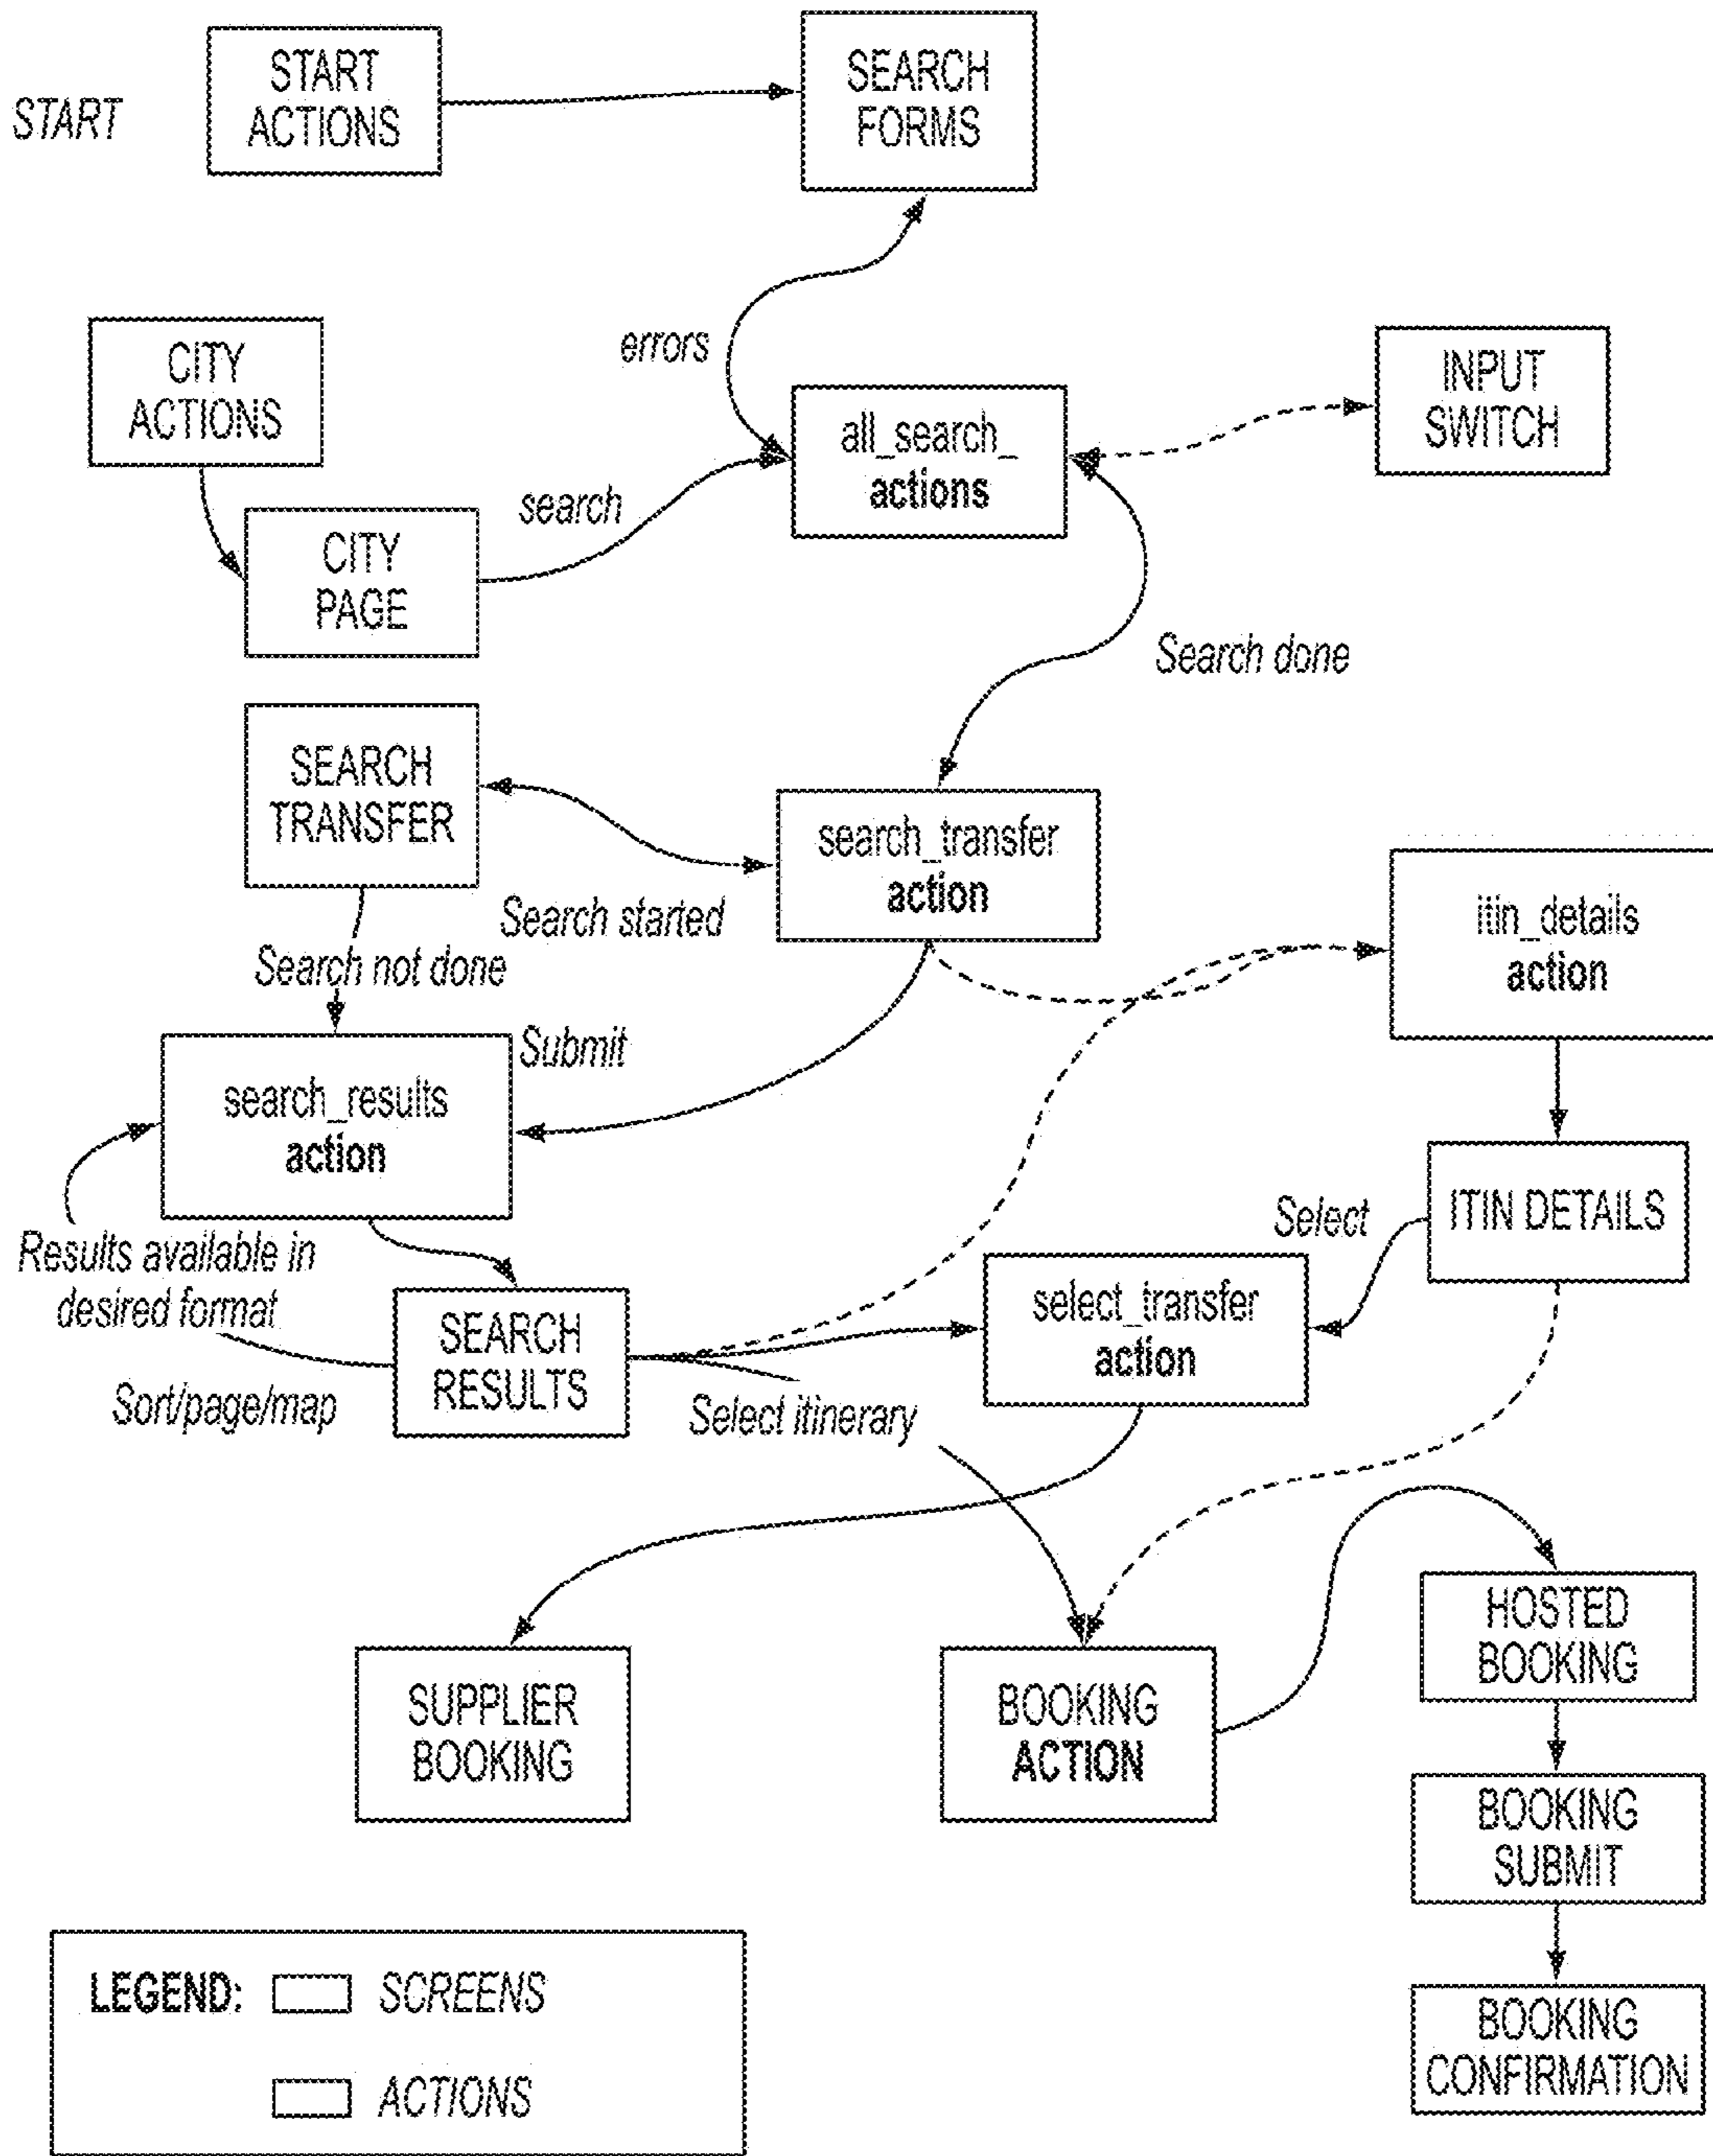 START
START
ACTIONS
SEARCH
FORMS
errors
CITY
ACTIONS
all_search_
actions
INPUT
SWITCH
search
CITY
PAGE
Search done
SEARCH
TRANSFER
search_transfer
action
Search started
itin_details
action
Search not done
Submit
search_results
action
ITIN DETAILS
Select
Results available in
desired format
SEARCH
RESULTS
select_transfer
action
Sort/page/map
Select itinerary
HOSTED
BOOKING
SUPPLIER
BOOKING
BOOKING
ACTION
BOOKING
SUBMIT
BOOKING
CONFIRMATION
LEGEND: SCREENS
ACTIONS